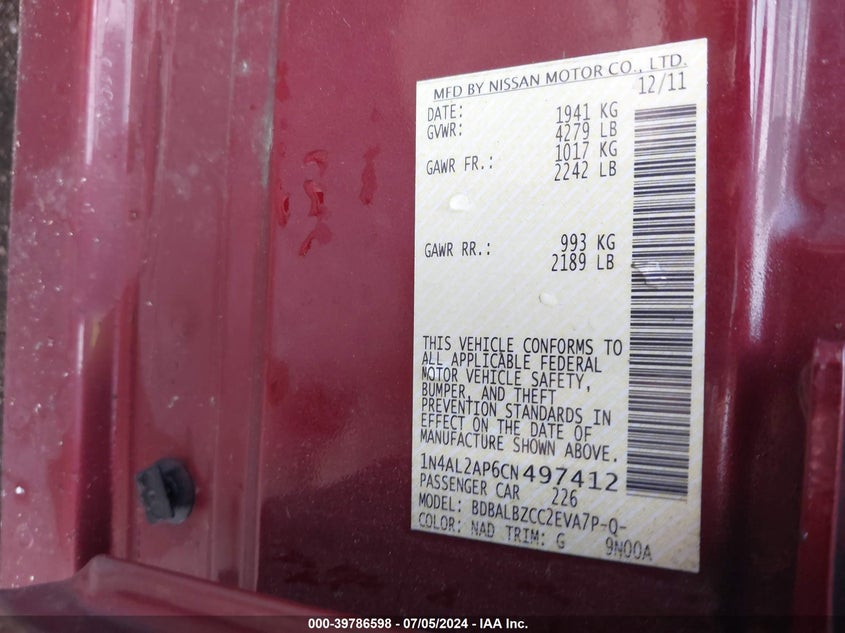 MFD BY NISSAN MOTOR CO., LTD.
DATE: 12/11
GVWR: 1941 KG
4279 LB
GAWR FR.: 1017 KG
2242 LB
GAWR RR.: 993 KG
2189 LB
THIS VEHICLE CONFORMS TO
ALL APPLICABLE FEDERAL
MOTOR VEHICLE SAFETY,
BUMPER, AND THEFT
PREVENTION STANDARDS IN
EFFECT ON THE DATE OF
MANUFACTURE SHOWN ABOVE.
1N4AL2AP6CN497412
PASSENGER CAR 226
MODEL: BDBALBZCC2EVA7P-Q-
COLOR: NAD TRIM: G 9N00A
000-39786598 - 07/05/2024 - IAA Inc.